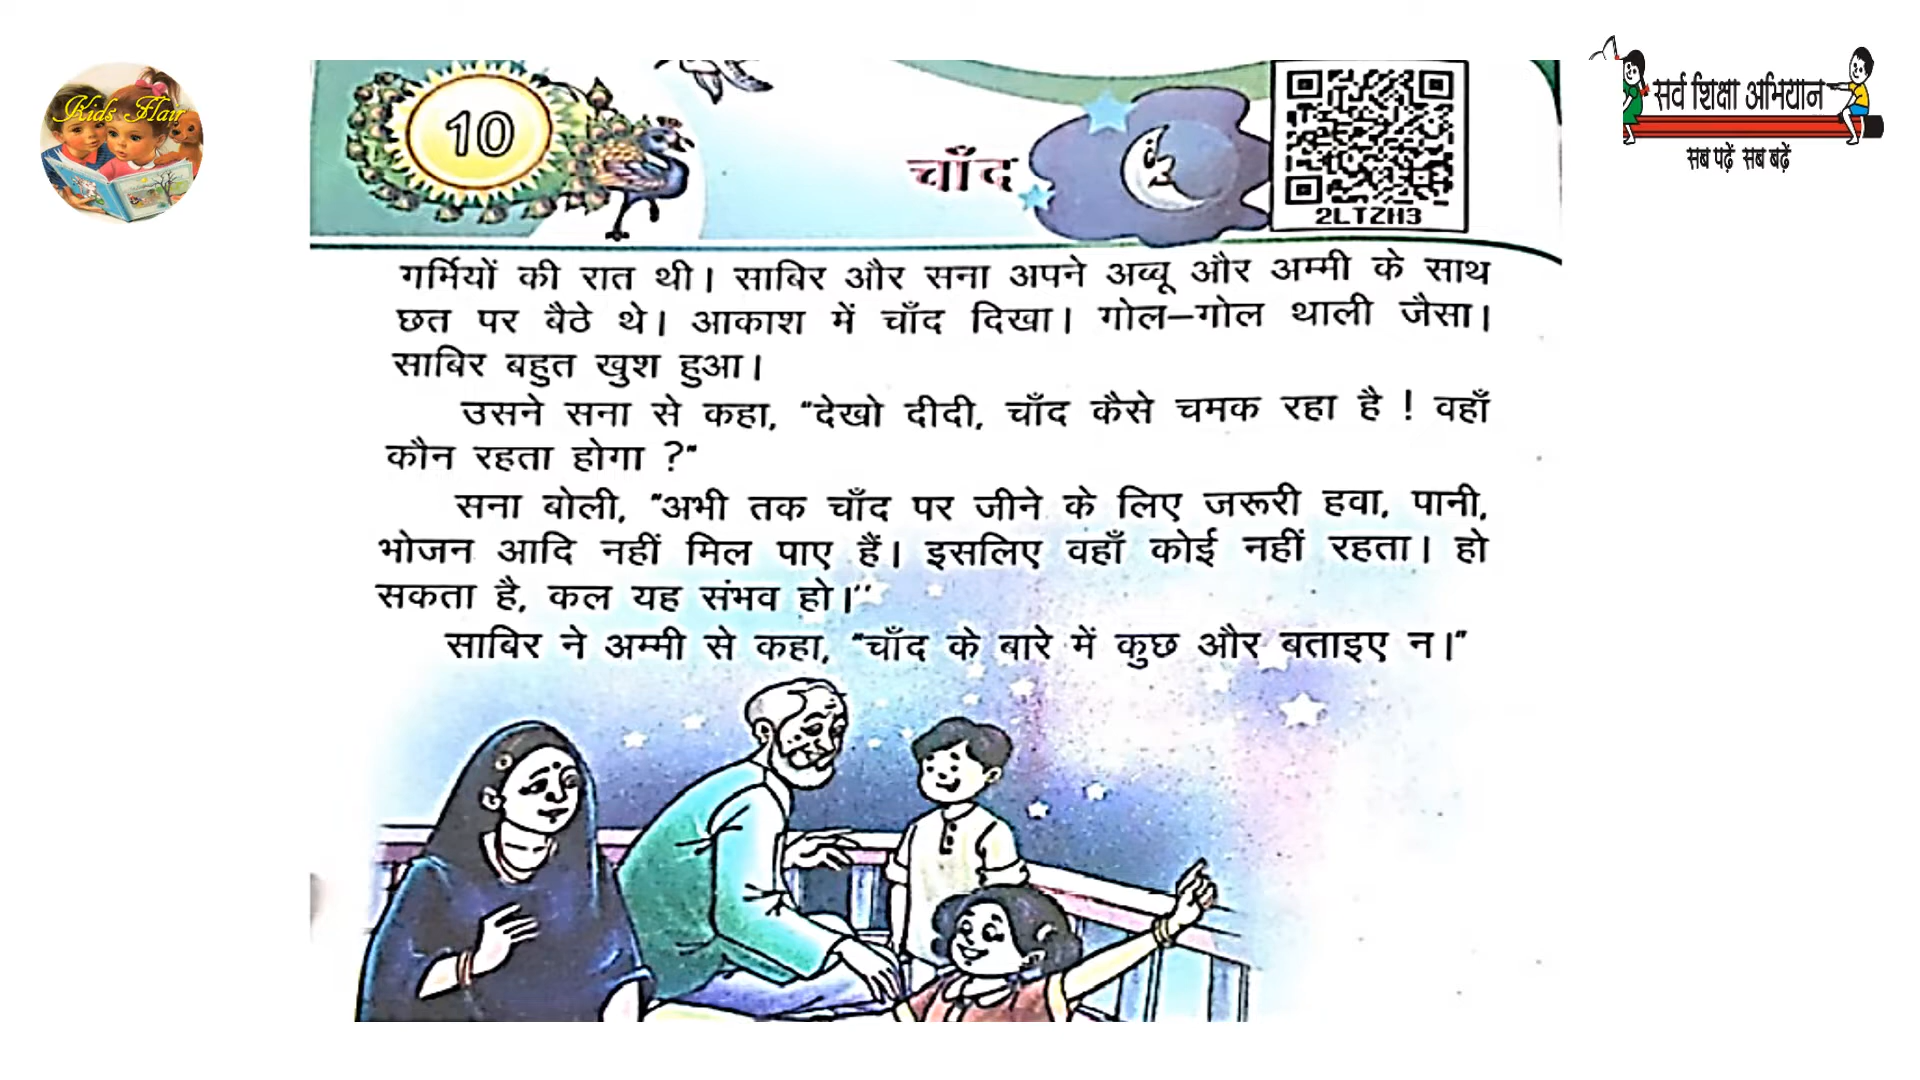 Kids Flair
10
चाँद
2LTZH3
सर्व शिक्षा अभियान
सब पढ़ें सब बढ़ें
गर्मियों की रात थी। साबिर और सना अपने अब्बू और अम्मी के साथ
छत पर बैठे थे। आकाश में चाँद दिखा। गोल–गोल थाली जैसा।
साबिर बहुत खुश हुआ।
उसने सना से कहा, "देखो दीदी, चाँद कैसे चमक रहा है ! वहाँ
कौन रहता होगा ?"
सना बोली, "अभी तक चाँद पर जीने के लिए जरूरी हवा, पानी,
भोजन आदि नहीं मिल पाए हैं। इसलिए वहाँ कोई नहीं रहता। हो
सकता है, कल यह संभव हो।''
साबिर ने अम्मी से कहा, "चाँद के बारे में कुछ और बताइए न।"